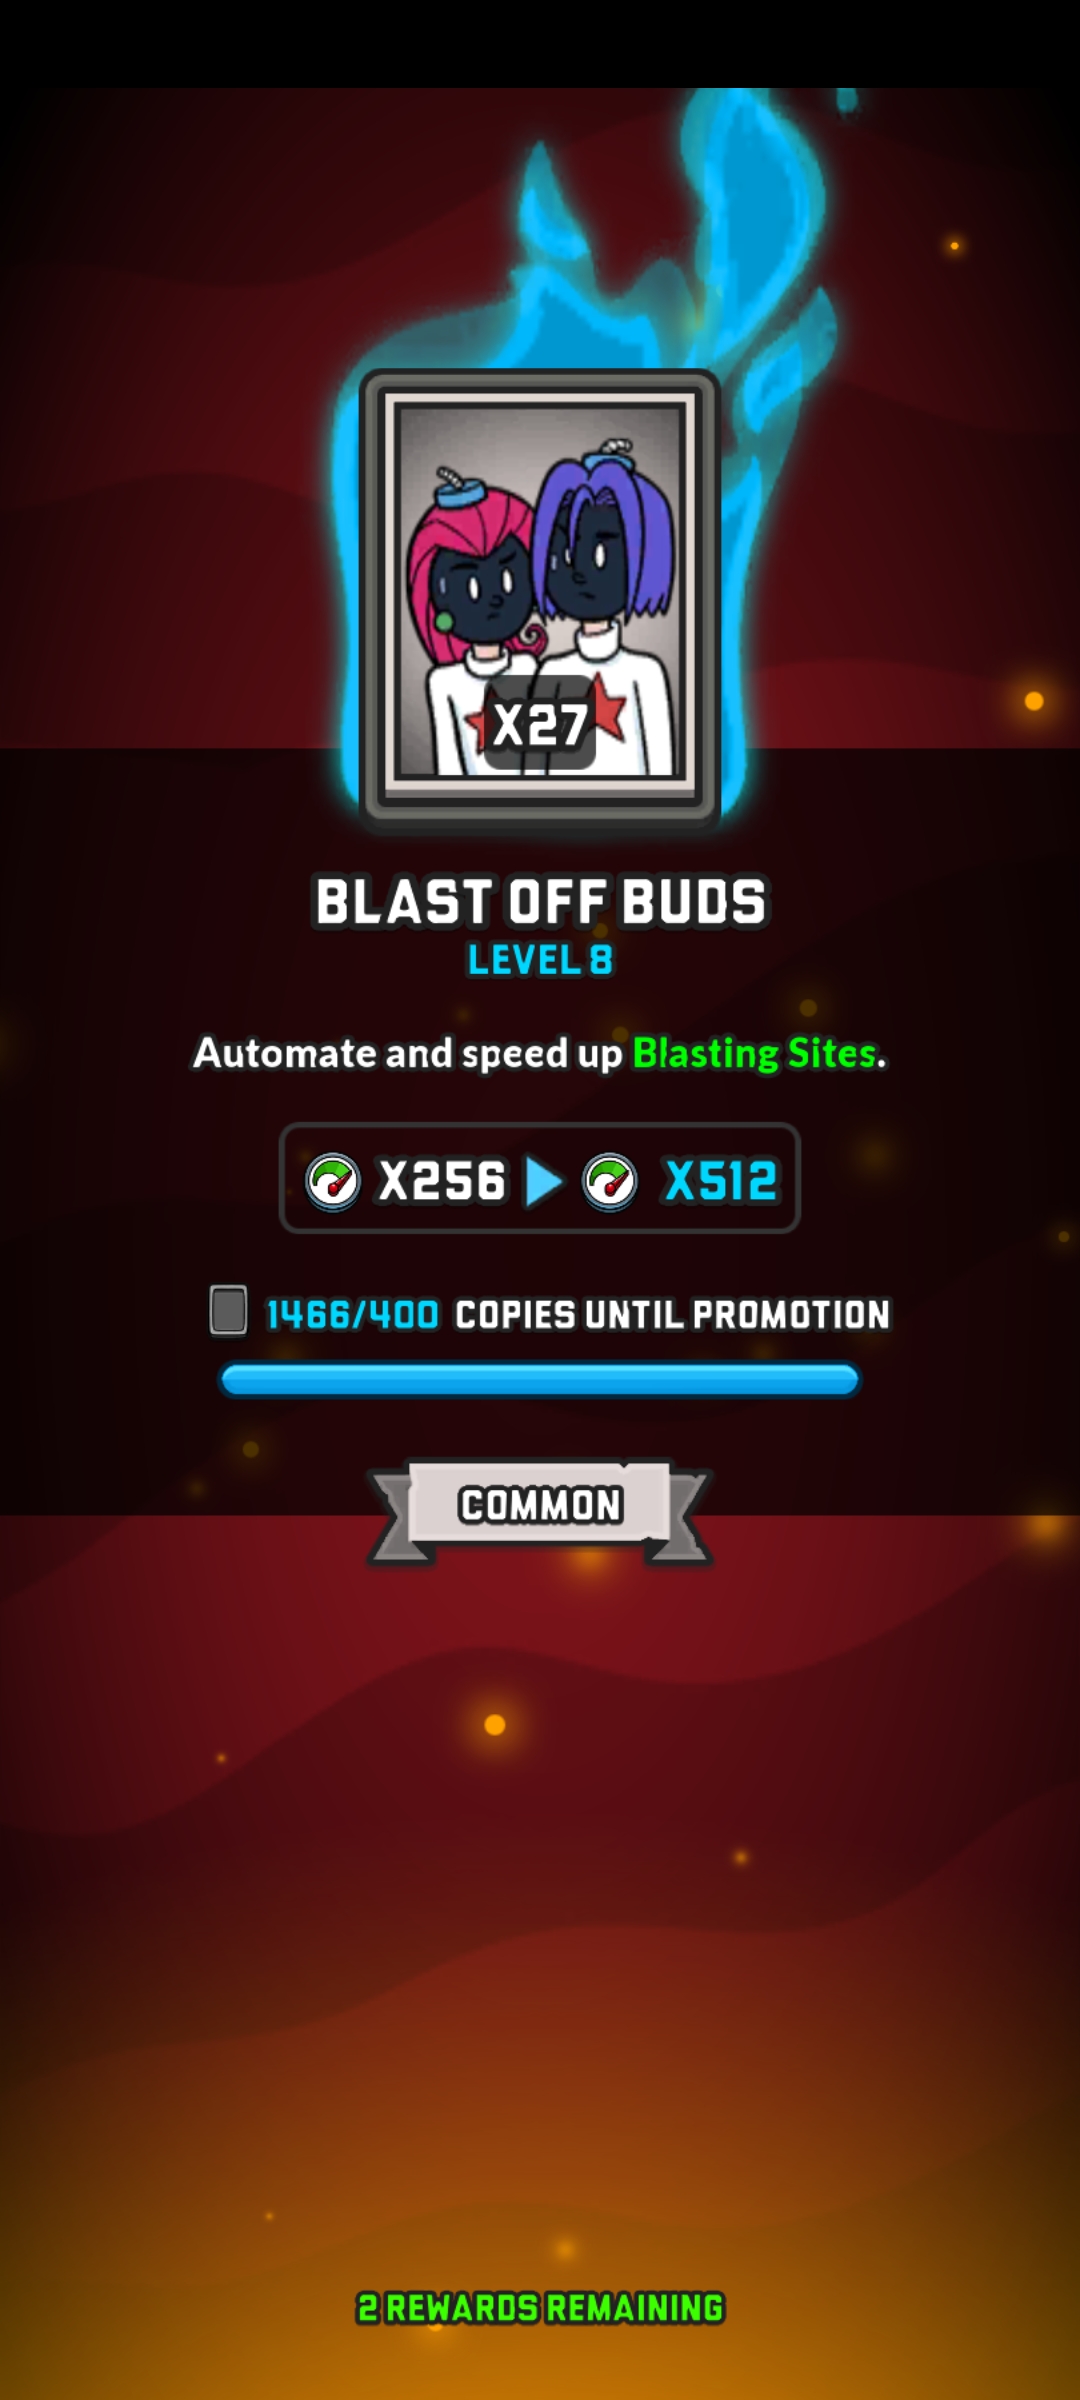 X27
BLAST OFF BUDS
LEVEL 8
Automate and speed up Blasting Sites.
X256 X512
1466/400 COPIES UNTIL PROMOTION
COMMON
2 REWARDS REMAINING